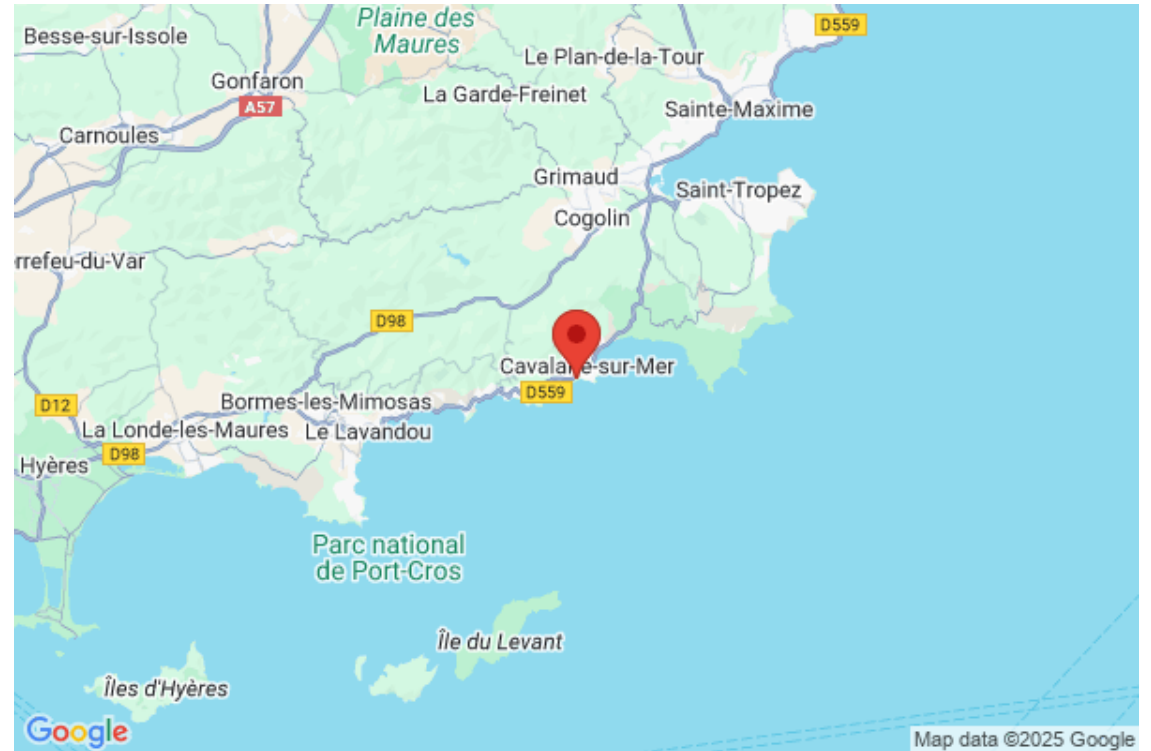 D559
Plaine des
Maures
Besse-sur-Issole
Le Plan-de-la-Tour
Gonfaron
La Garde-Freinet
A57
Sainte-Maxime
Carnoules
Grimaud
Saint-Tropez
Cogolin
rrefeu-du-Var
D98
Cavalaire-sur-Mer
D559
D12
Bormes-les-Mimosas
La Londe-les-Maures
Le Lavandou
D98
Hyères
Parc national
de Port-Cros
Île du Levant
Îles d'Hyères
Google
Map data ©2025 Google